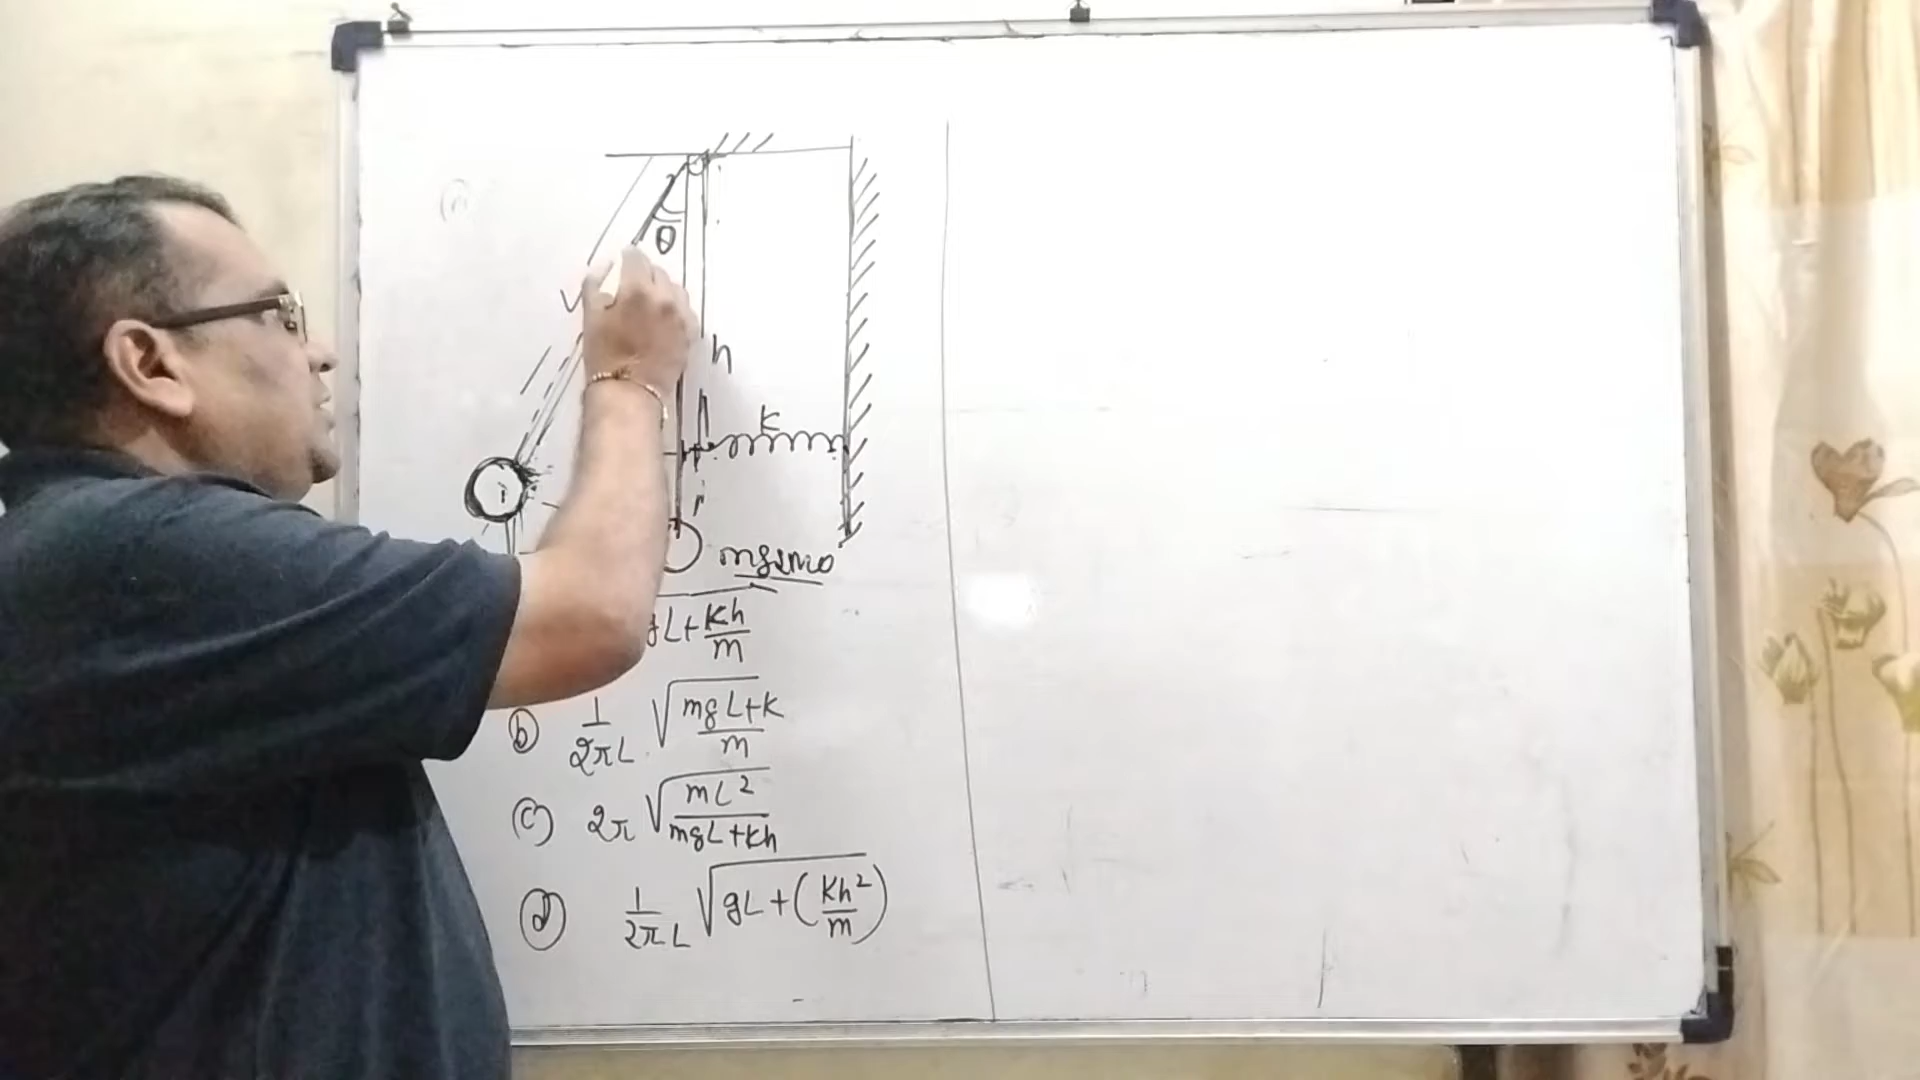 θ
h
K
mgsinθ
gL+Kh/m
(b) 1/2πL √(mgL+K/m)
(c) 2π √(mL²/mgL+Kh)
(d) 1/2πL √(gL+(Kh²/m))